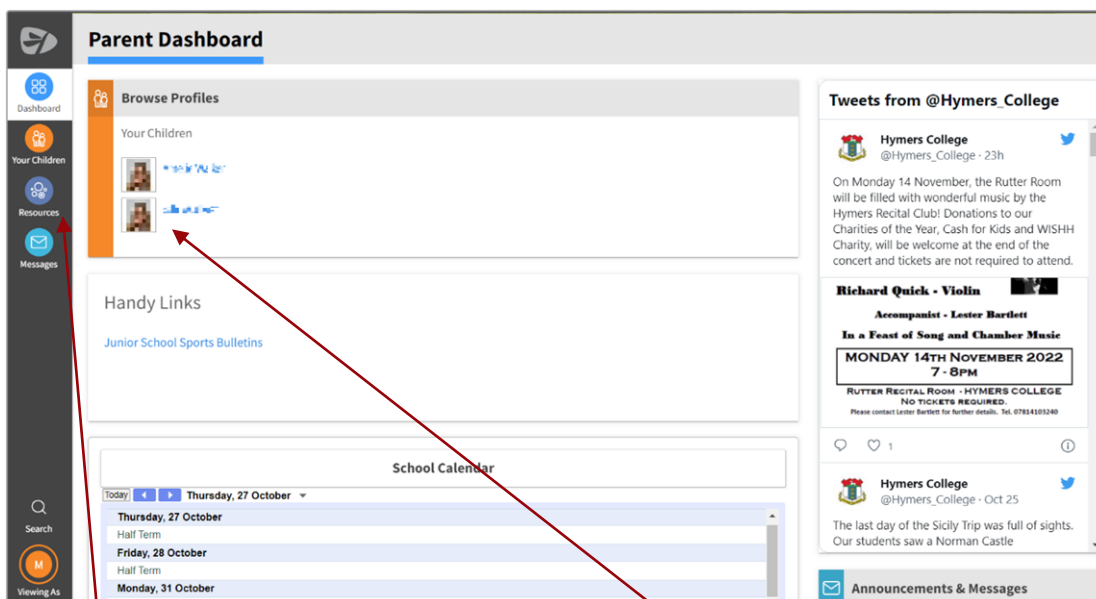 Parent Dashboard
Dashboard
Your Children
Resources
Messages
Search
M
Viewing As
Browse Profiles
Your Children
Handy Links
Junior School Sports Bulletins
School Calendar
Today
Thursday, 27 October
Thursday, 27 October
Half Term
Friday, 28 October
Half Term
Monday, 31 October
Tweets from @Hymers_College
Hymers College
@Hymers_College · 23h
On Monday 14 November, the Rutter Room
will be filled with wonderful music by the
Hymers Recital Club! Donations to our
Charities of the Year, Cash for Kids and WISHH
Charity, will be welcome at the end of the
concert and tickets are not required to attend.
Richard Quick - Violin
Accompanist - Lester Bartlett
In a Feast of Song and Chamber Music
MONDAY 14TH NOVEMBER 2022
7 - 8PM
RUTTER RECITAL ROOM - HYMERS COLLEGE
NO TICKETS REQUIRED.
Please contact Lester Bartlett for further details. Tel. 07814103240
1
Hymers College
@Hymers_College · Oct 25
The last day of the Sicily Trip was full of sights.
Our students saw a Norman Castle
Announcements & Messages